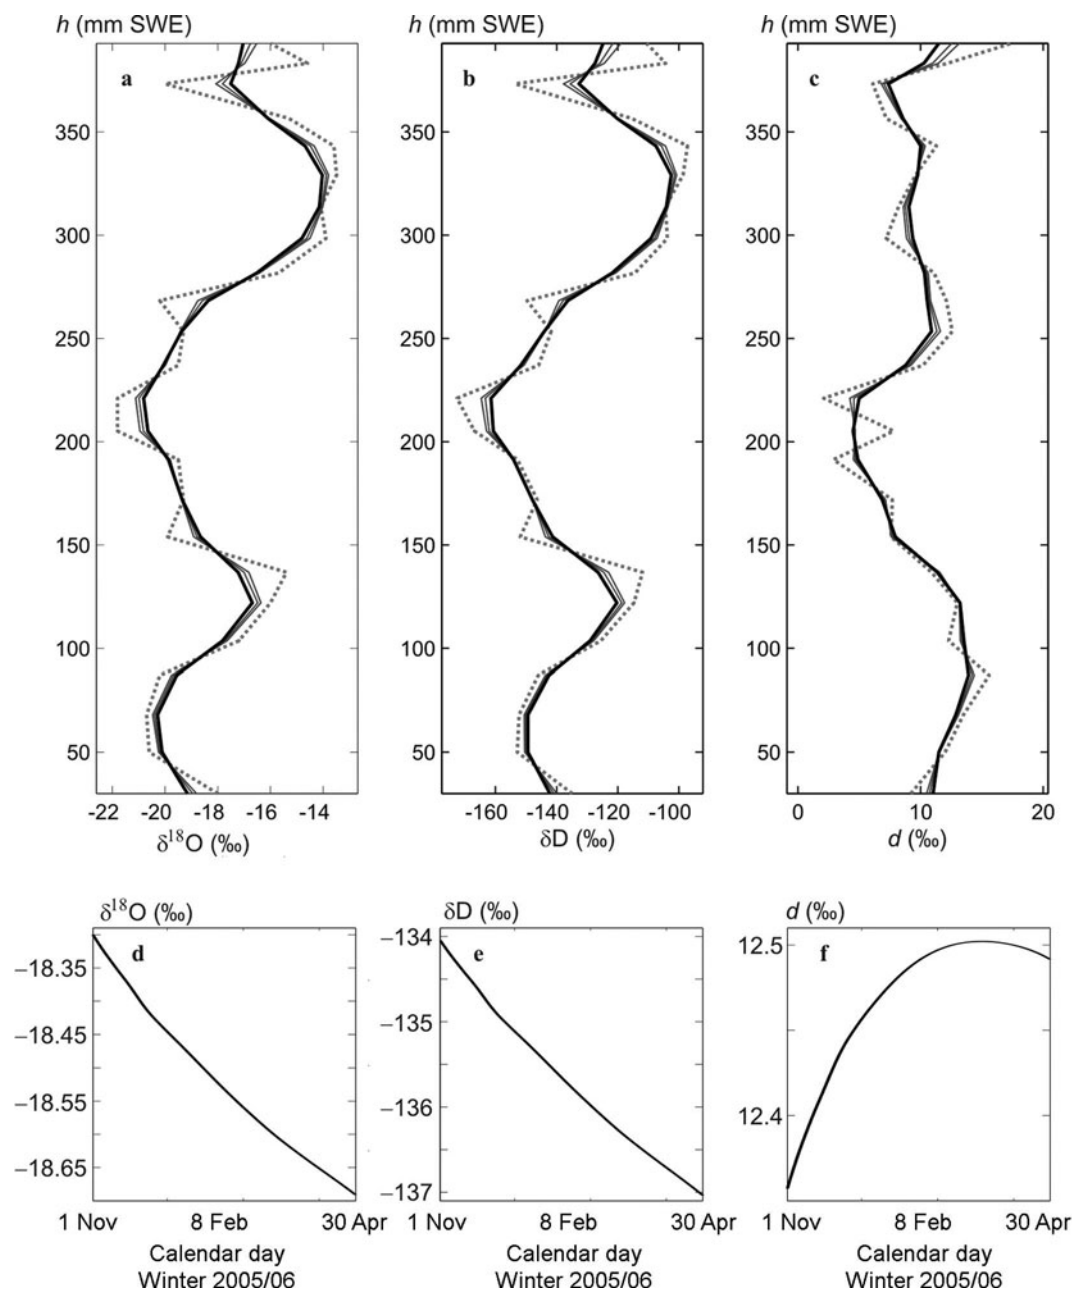 h (mm SWE) h (mm SWE) h (mm SWE)
a b c
350 350 350
300 300 300
250 250 250
200 200 200
150 150 150
100 100 100
50 50 50
-22 -20 -18 -16 -14 -160 -140 -120 -100 0 10 20
δ¹⁸O (‰) δD (‰) d (‰)
δ¹⁸O (‰) δD (‰) d (‰)
d e f
−18.35
−18.45
−18.55
−18.65
−134
−135
−136
−137
12.5
12.4
1 Nov 8 Feb 30 Apr 1 Nov 8 Feb 30 Apr 1 Nov 8 Feb 30 Apr
Calendar day Calendar day Calendar day
Winter 2005/06 Winter 2005/06 Winter 2005/06